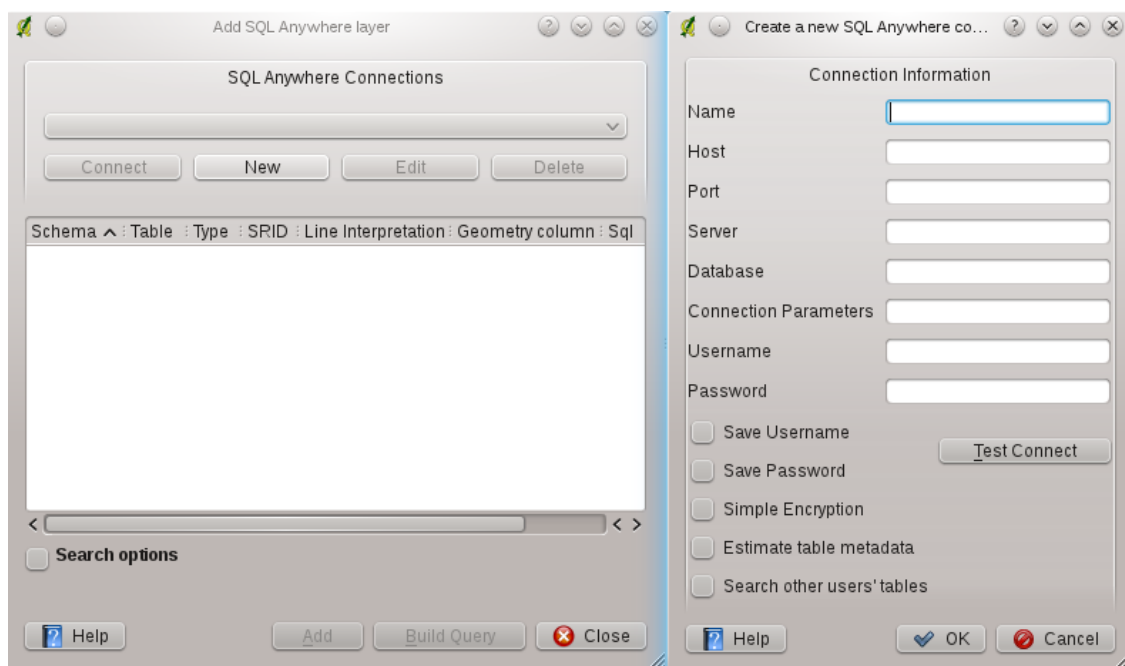 Add SQL Anywhere layer
SQL Anywhere Connections
Connect New Edit Delete
Schema Table Type SRID Line Interpretation Geometry column Sql
Search options
Help Add Build Query Close
Create a new SQL Anywhere co...
Connection Information
Name
Host
Port
Server
Database
Connection Parameters
Username
Password
Save Username
Test Connect
Save Password
Simple Encryption
Estimate table metadata
Search other users' tables
Help OK Cancel